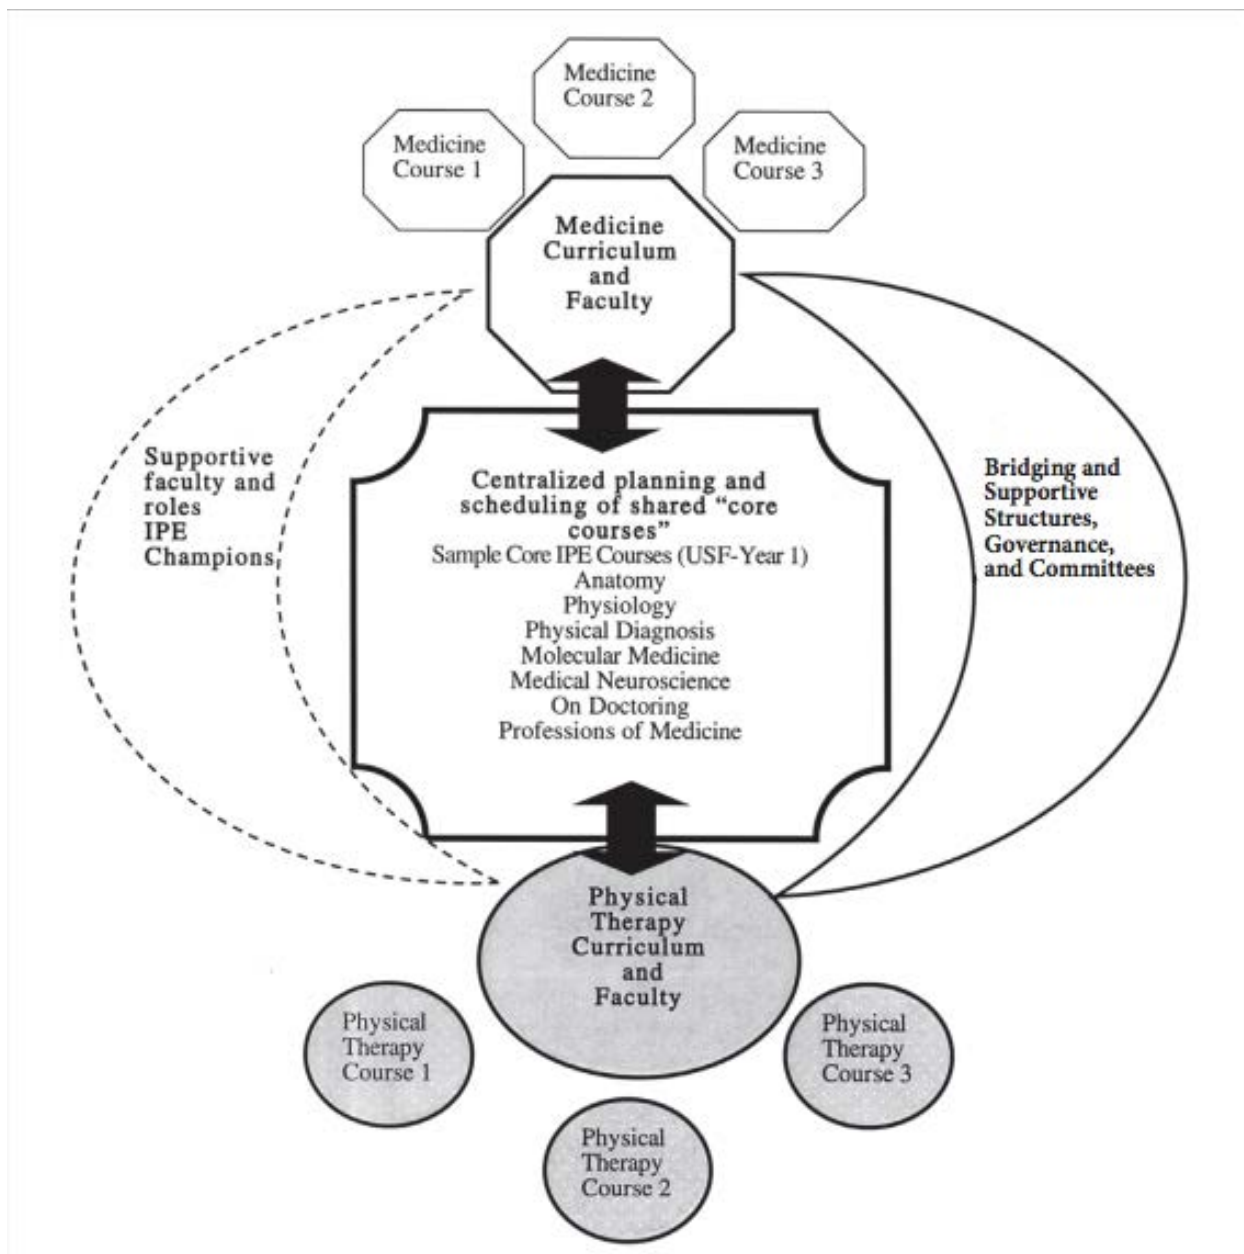 Medicine
Course 2
Medicine
Course 1
Medicine
Course 3
Medicine
Curriculum
and
Faculty
Supportive
faculty and
roles
IPE
Champions
Centralized planning and
scheduling of shared “core
courses”
Sample Core IPE Courses (USF-Year 1)
Anatomy
Physiology
Physical Diagnosis
Molecular Medicine
Medical Neuroscience
On Doctoring
Professions of Medicine
Bridging and
Supportive
Structures,
Governance,
and Committees
Physical
Therapy
Curriculum
and
Faculty
Physical
Therapy
Course 1
Physical
Therapy
Course 3
Physical
Therapy
Course 2